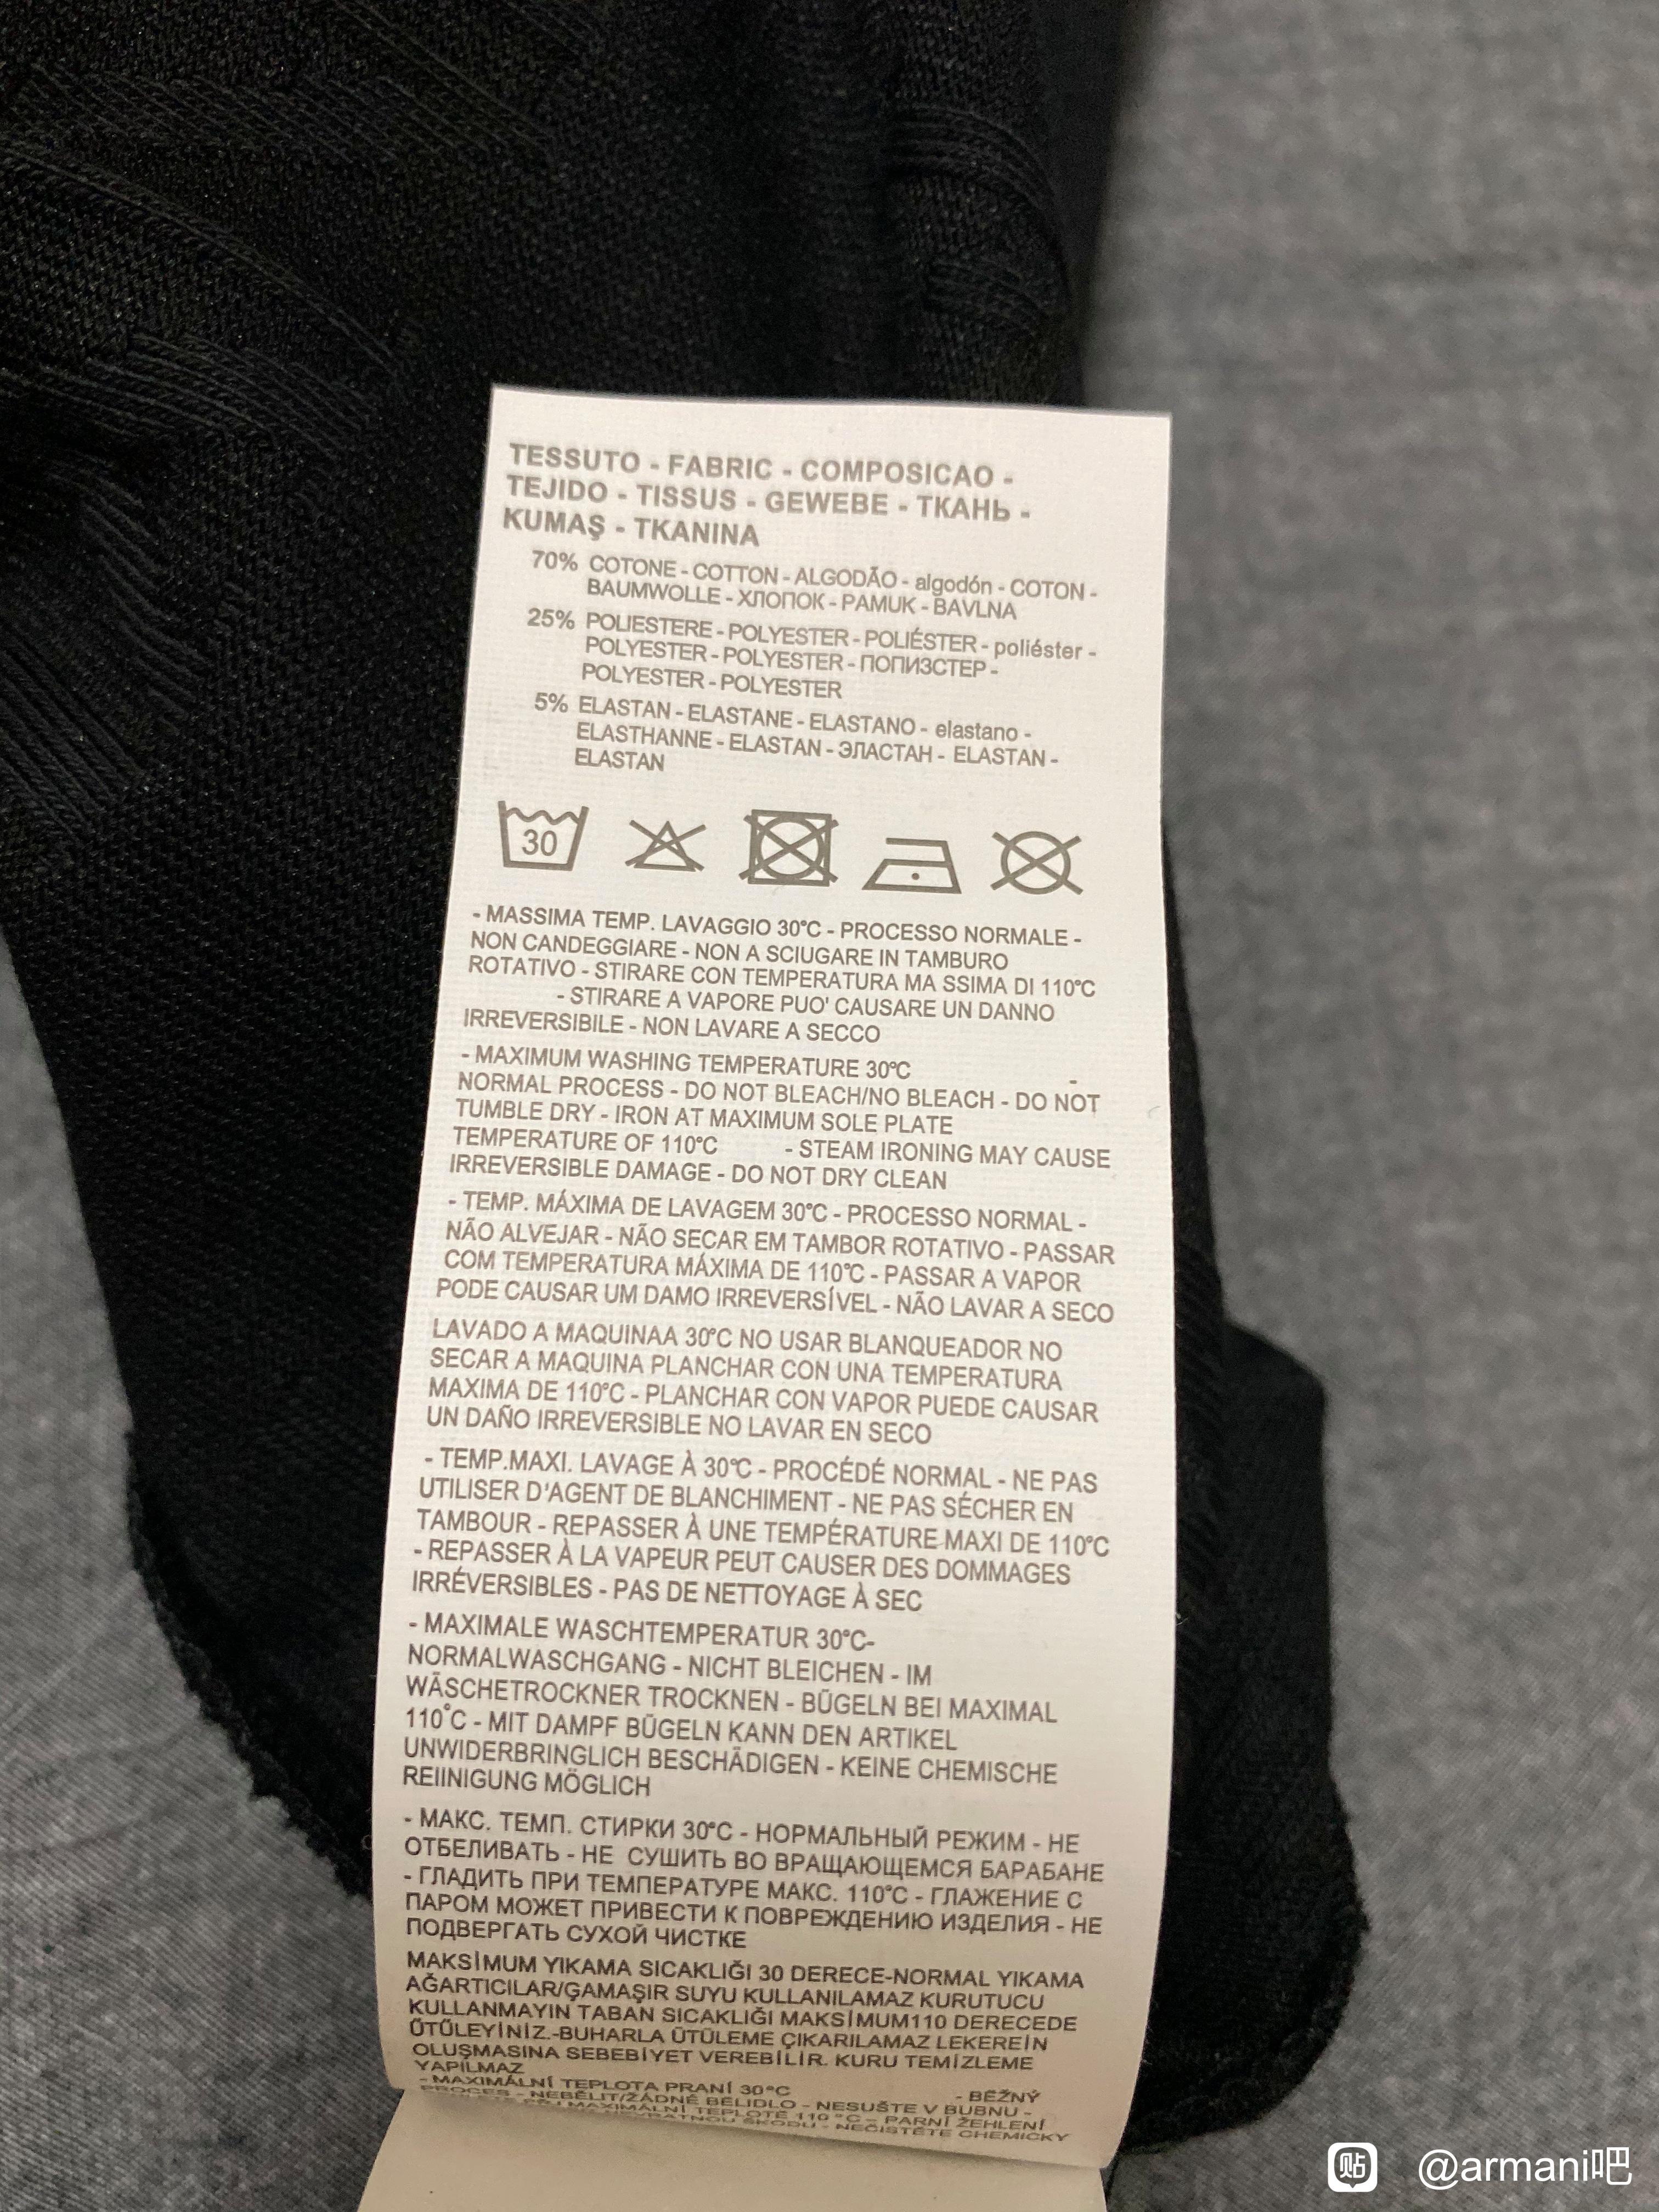 TESSUTO - FABRIC - COMPOSICAO -
TEJIDO - TISSUS - GEWEBE - ТКАНЬ -
KUMAŞ - TKANINA
70% COTONE - COTTON - ALGODÃO - algodón - COTON -
BAUMWOLLE - ХЛОПОК - PAMUK - BAVLNA
25% POLIESTERE - POLYESTER - POLIÉSTER - poliéster -
POLYESTER - POLYESTER - ПОПИЗСТЕР -
POLYESTER - POLYESTER
5% ELASTAN - ELASTANE - ELASTANO - elastano -
ELASTHANNE - ELASTAN - ЭЛАСТАН - ELASTAN -
ELASTAN
30
- MASSIMA TEMP. LAVAGGIO 30°C - PROCESSO NORMALE -
NON CANDEGGIARE - NON A SCIUGARE IN TAMBURO
ROTATIVO - STIRARE CON TEMPERATURA MA SSIMA DI 110°C
- STIRARE A VAPORE PUO' CAUSARE UN DANNO
IRREVERSIBILE - NON LAVARE A SECCO
- MAXIMUM WASHING TEMPERATURE 30°C -
NORMAL PROCESS - DO NOT BLEACH/NO BLEACH - DO NOT
TUMBLE DRY - IRON AT MAXIMUM SOLE PLATE
TEMPERATURE OF 110°C - STEAM IRONING MAY CAUSE
IRREVERSIBLE DAMAGE - DO NOT DRY CLEAN
- TEMP. MÁXIMA DE LAVAGEM 30°C - PROCESSO NORMAL -
NÃO ALVEJAR - NÃO SECAR EM TAMBOR ROTATIVO - PASSAR
COM TEMPERATURA MÁXIMA DE 110°C - PASSAR A VAPOR
PODE CAUSAR UM DAMO IRREVERSÍVEL - NÃO LAVAR A SECO
LAVADO A MAQUINAA 30°C NO USAR BLANQUEADOR NO
SECAR A MAQUINA PLANCHAR CON UNA TEMPERATURA
MAXIMA DE 110°C - PLANCHAR CON VAPOR PUEDE CAUSAR
UN DAÑO IRREVERSIBLE NO LAVAR EN SECO
- TEMP.MAXI. LAVAGE À 30°C - PROCÉDÉ NORMAL - NE PAS
UTILISER D'AGENT DE BLANCHIMENT - NE PAS SÉCHER EN
TAMBOUR - REPASSER À UNE TEMPÉRATURE MAXI DE 110°C
- REPASSER À LA VAPEUR PEUT CAUSER DES DOMMAGES
IRRÉVERSIBLES - PAS DE NETTOYAGE À SEC
- MAXIMALE WASCHTEMPERATUR 30°C-
NORMALWASCHGANG - NICHT BLEICHEN - IM
WÄSCHETROCKNER TROCKNEN - BÜGELN BEI MAXIMAL
110°C - MIT DAMPF BÜGELN KANN DEN ARTIKEL
UNWIDERBRINGLICH BESCHÄDIGEN - KEINE CHEMISCHE
REIINIGUNG MÖGLICH
- МАКС. ТЕМП. СТИРКИ 30°C - НОРМАЛЬНЫЙ РЕЖИМ - НЕ
ОТБЕЛИВАТЬ - НЕ СУШИТЬ ВО ВРАЩАЮЩЕМСЯ БАРАБАНЕ
- ГЛАДИТЬ ПРИ ТЕМПЕРАТУРЕ МАКС. 110°C - ГЛАЖЕНИЕ С
ПАРОМ МОЖЕТ ПРИВЕСТИ К ПОВРЕЖДЕНИЮ ИЗДЕЛИЯ - НЕ
ПОДВЕРГАТЬ СУХОЙ ЧИСТКЕ
MAKSİMUM YIKAMA SICAKLIĞI 30 DERECE-NORMAL YIKAMA
AĞARTICILAR/ÇAMAŞIR SUYU KULLANILAMAZ KURUTUCU
KULLANMAYIN TABAN SICAKLIĞI MAKSİMUM110 DERECEDE
ÜTÜLEYİNİZ.-BUHARLA ÜTÜLEME ÇIKARILAMAZ LEKEREİN
OLUŞMASINA SEBEBİYET VEREBİLİR. KURU TEMİZLEME
YAPILMAZ
- MAXIMÁLNÍ TEPLOTA PRANÍ 30°C - BĚŽNÝ
PROCES - NEBĚLIT/ŽÁDNÉ BĚLIDLO - NESUŠTE V BUBNU -
MAXIMÁLNÍ TEPLOTĚ 110°C - PARNÍ ŽEHLENÍ
NEVRATNOU ŠKODU - NEČISTĚTE CHEMICKY
贴 @armani吧